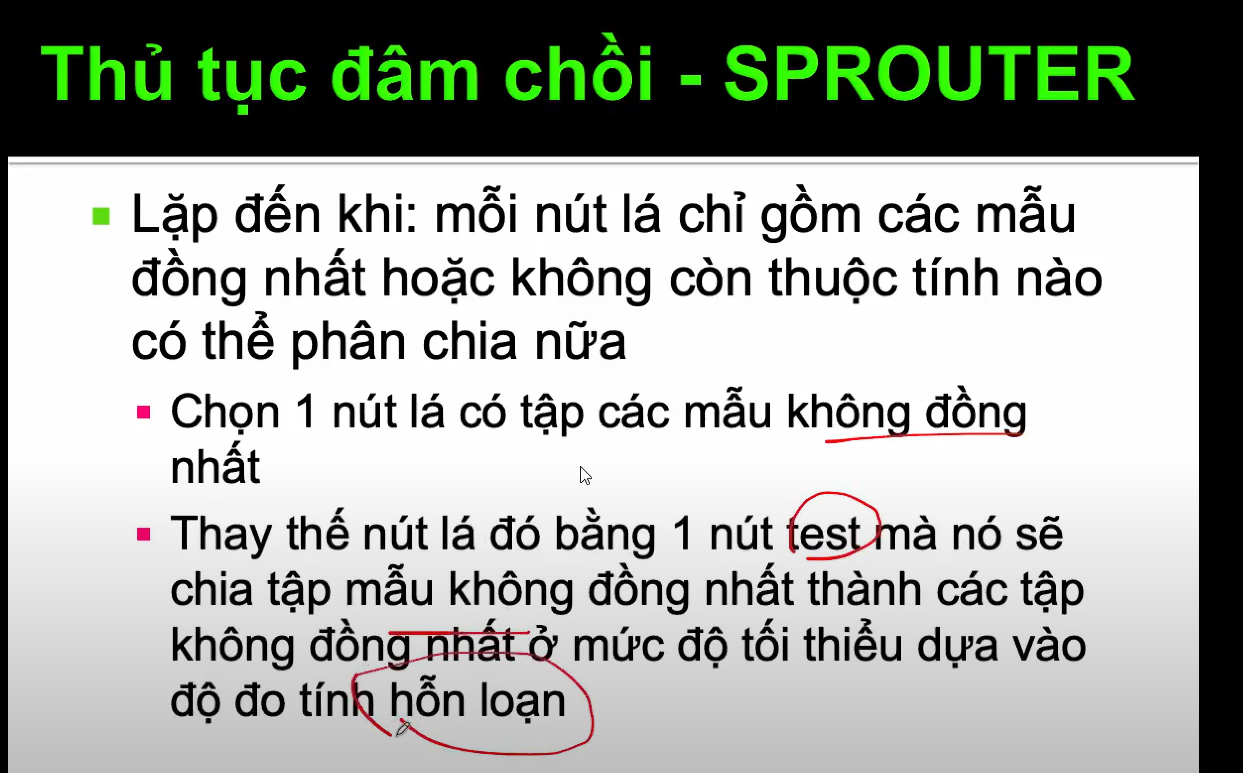 Thủ tục đâm chồi - SPROUTER
Lặp đến khi: mỗi nút lá chỉ gồm các mẫu
đồng nhất hoặc không còn thuộc tính nào
có thể phân chia nữa
Chọn 1 nút lá có tập các mẫu không đồng
nhất
Thay thế nút lá đó bằng 1 nút test mà nó sẽ
chia tập mẫu không đồng nhất thành các tập
không đồng nhất ở mức độ tối thiểu dựa vào
độ đo tính hỗn loạn